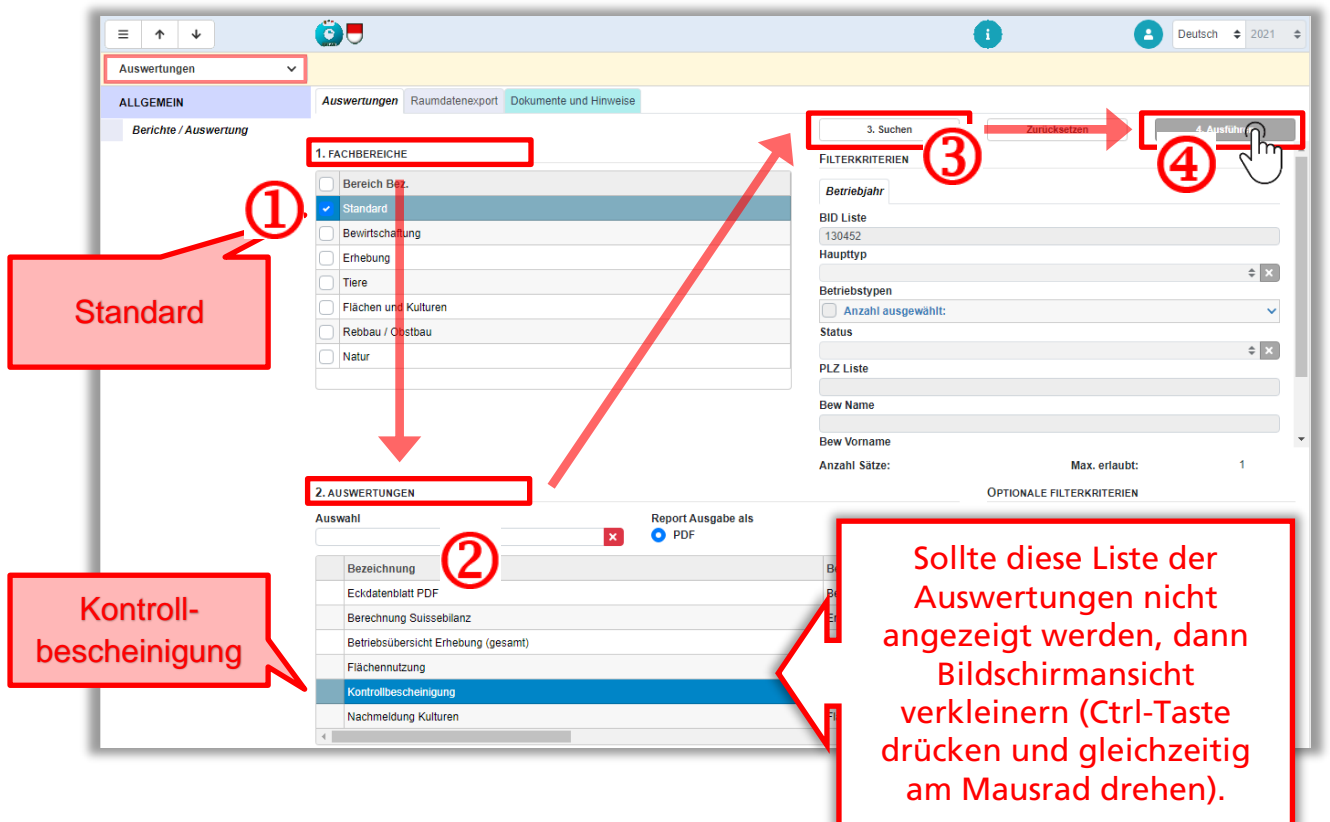 Deutsch 2021
Auswertungen
ALLGEMEIN
Berichte / Auswertung
Auswertungen Raumdatenexport Dokumente und Hinweise
3. Suchen Zurücksetzen 4. Ausführen
1. FACHBEREICHE
Bereich Bez.
Standard
Bewirtschaftung
Erhebung
Tiere
Flächen und Kulturen
Rebbau / Obstbau
Natur
1
3
4
FILTERKRITERIEN
Betriebjahr
BID Liste
130452
Haupttyp
Betriebstypen
Anzahl ausgewählt:
Status
PLZ Liste
Bew Name
Bew Vorname
Anzahl Sätze: Max. erlaubt: 1
OPTIONALE FILTERKRITERIEN
Standard
2. AUSWERTUNGEN
Auswahl
Report Ausgabe als
PDF
2
Bezeichnung
Eckdatenblatt PDF
Berechnung Suissebilanz
Betriebsübersicht Erhebung (gesamt)
Flächennutzung
Kontrollbescheinigung
Nachmeldung Kulturen
Kontroll-
bescheinigung
Sollte diese Liste der
Auswertungen nicht
angezeigt werden, dann
Bildschirmansicht
verkleinern (Ctrl-Taste
drücken und gleichzeitig
am Mausrad drehen).